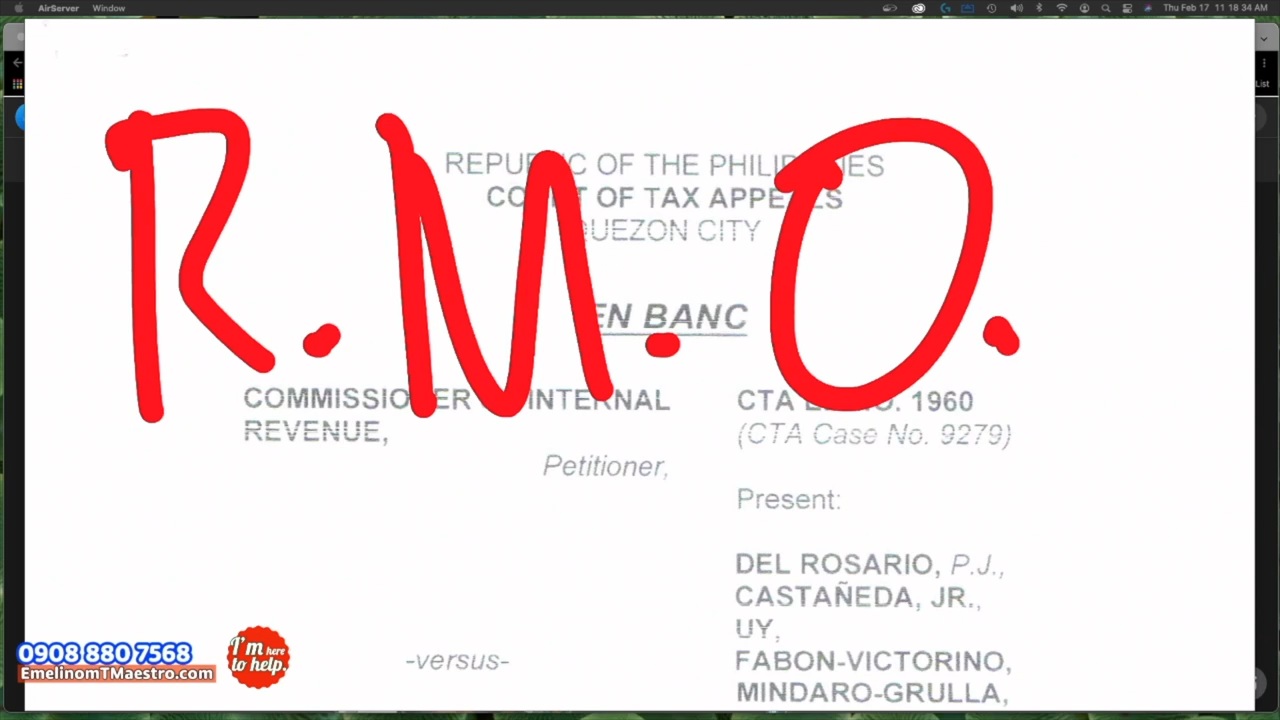 AirServer Window Thu Feb 17 11 18 34 AM
List
R.M.O.
REPUBLIC OF THE PHILIPPINES
COURT OF TAX APPEALS
QUEZON CITY
EN BANC
COMMISSIONER OF INTERNAL
REVENUE,
Petitioner,
-versus-
CTA EB NO. 1960
(CTA Case No. 9279)
Present:
DEL ROSARIO, P.J.,
CASTAÑEDA, JR.,
UY,
FABON-VICTORINO,
MINDARO-GRULLA,
0908 880 7568
EmelinomTMaestro.com
I'm here
to help.